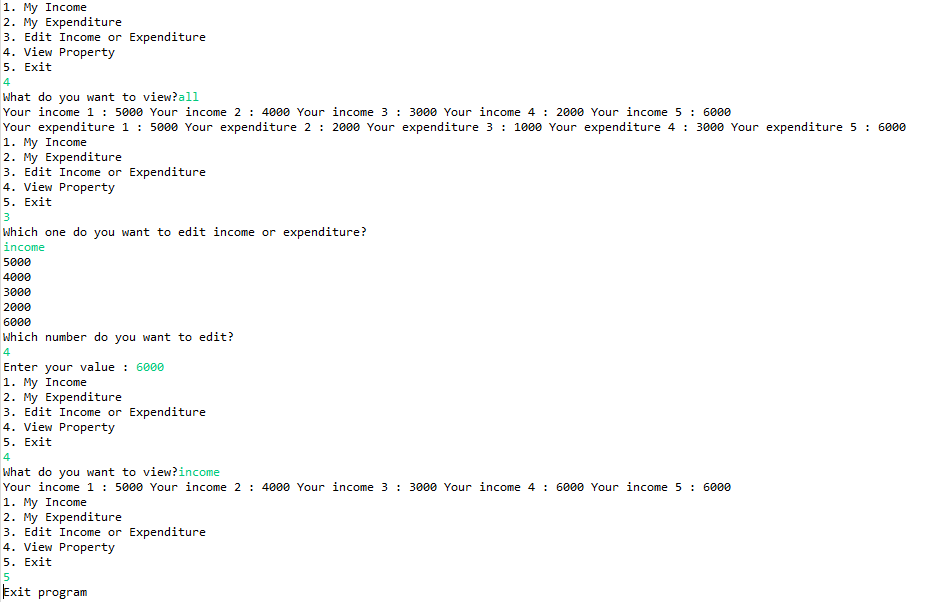 1. My Income
2. My Expenditure
3. Edit Income or Expenditure
4. View Property
5. Exit
4
What do you want to view?all
Your income 1 : 5000 Your income 2 : 4000 Your income 3 : 3000 Your income 4 : 2000 Your income 5 : 6000
Your expenditure 1 : 5000 Your expenditure 2 : 2000 Your expenditure 3 : 1000 Your expenditure 4 : 3000 Your expenditure 5 : 6000
1. My Income
2. My Expenditure
3. Edit Income or Expenditure
4. View Property
5. Exit
3
Which one do you want to edit income or expenditure?
income
5000
4000
3000
2000
6000
Which number do you want to edit?
4
Enter your value : 6000
1. My Income
2. My Expenditure
3. Edit Income or Expenditure
4. View Property
5. Exit
4
What do you want to view?income
Your income 1 : 5000 Your income 2 : 4000 Your income 3 : 3000 Your income 4 : 6000 Your income 5 : 6000
1. My Income
2. My Expenditure
3. Edit Income or Expenditure
4. View Property
5. Exit
5
Exit program